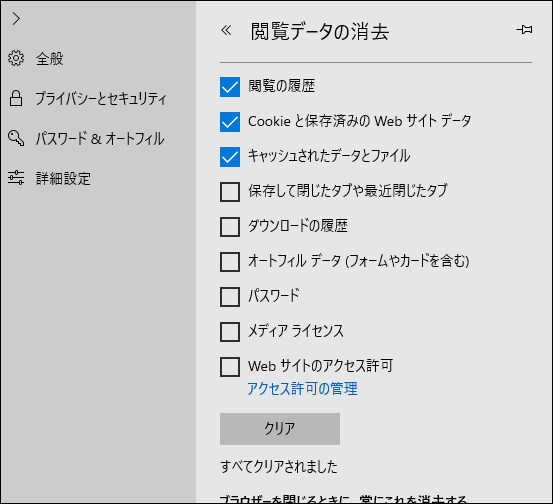 全般
プライバシーとセキュリティ
パスワード & オートフィル
詳細設定
閲覧データの消去
閲覧の履歴
Cookie と保存済みの Web サイト データ
キャッシュされたデータとファイル
保存して閉じたタブや最近閉じたタブ
ダウンロードの履歴
オートフィル データ (フォームやカードを含む)
パスワード
メディア ライセンス
Web サイトのアクセス許可
アクセス許可の管理
クリア
すべてクリアされました
ブラウザーを閉じるときに、常にこれを消去する